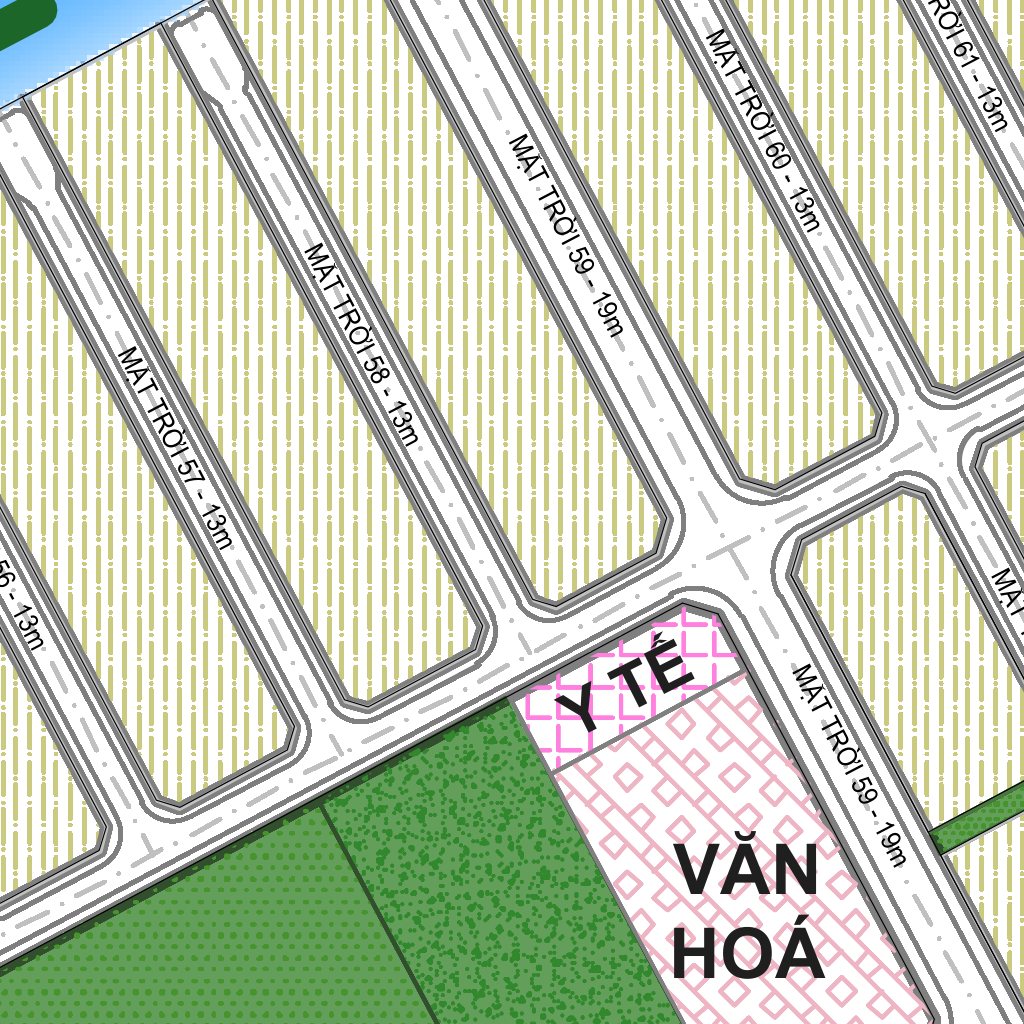 RỜI 61 - 13m
MẶT TRỜI 60 - 13m
MẶT TRỜI 59 - 19m
MẶT TRỜI 58 - 13m
MẶT TRỜI 57 - 13m
56 - 13m
MẶT
Y TẾ
MẶT TRỜI 59 - 19m
VĂN
HOÁ